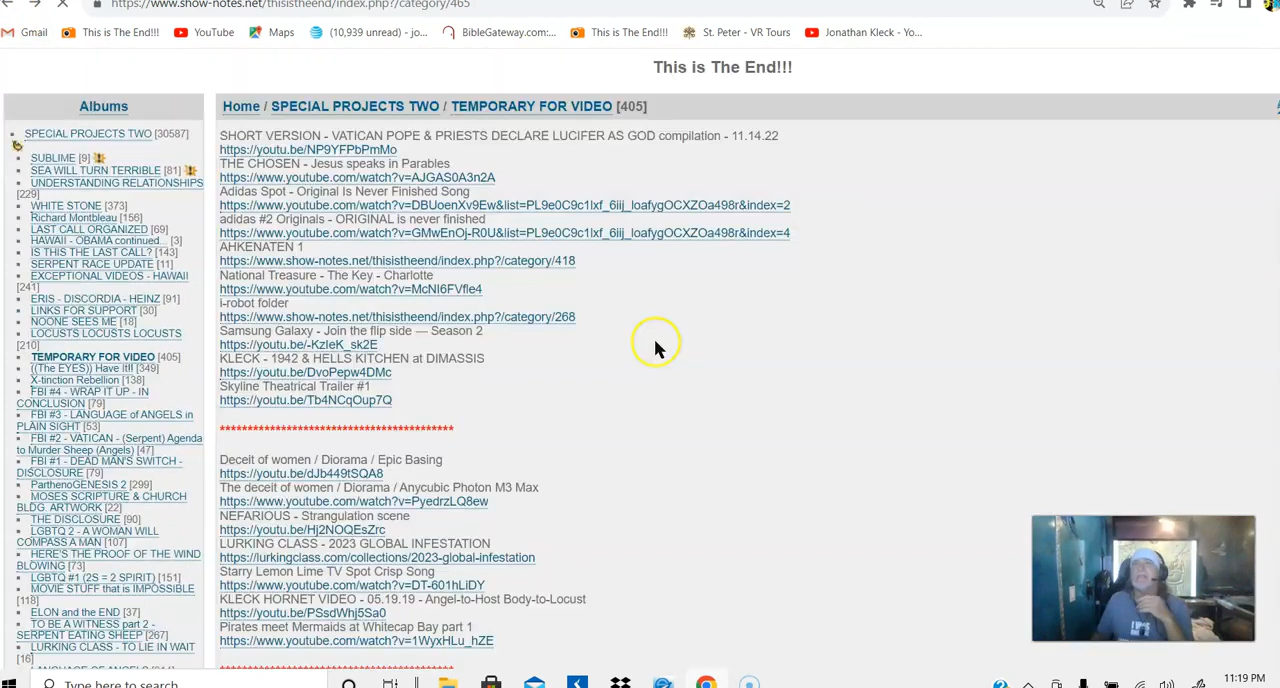 https://www.show-notes.net/thisistheend/index.php?/category/465
Gmail This is The End!!! YouTube Maps (10,939 unread) - jo... BibleGateway.com:... This is The End!!! St. Peter - VR Tours Jonathan Kleck - Yo...
This is The End!!!
Albums
SPECIAL PROJECTS TWO [30587]
SUBLIME [9]
SEA WILL TURN TERRIBLE [81]
UNDERSTANDING RELATIONSHIPS
[229]
WHITE STONE [373]
Richard Montbleau [156]
LAST CALL ORGANIZED [69]
HAWAII - OBAMA continued... [3]
IS THIS THE LAST CALL? [143]
SERPENT RACE UPDATE [11]
EXCEPTIONAL VIDEOS - HAWAII
[241]
ERIS - DISCORDIA - HEINZ [91]
LINKS FOR SUPPORT [30]
NOONE SEES ME [18]
LOCUSTS LOCUSTS LOCUSTS
[210]
TEMPORARY FOR VIDEO [405]
((The EYES)) Have it!! [349]
X-tinction Rebellion [138]
FBI #4 - WRAP IT UP - IN
CONCLUSION [79]
FBI #3 - LANGUAGE of ANGELS in
PLAIN SIGHT [53]
FBI #2 - VATICAN - (Serpent) Agenda
to Murder Sheep (Angels) [47]
FBI #1 - DEAD MAN'S SWITCH -
DISCLOSURE [79]
ParthenoGENESIS 2 [299]
MOSES SCRIPTURE & CHURCH
BLDG. ARTWORK [22]
THE DISCLOSURE [90]
LGBTQ 2 - A WOMAN WILL
COMPASS A MAN [107]
HERE'S THE PROOF OF THE WIND
BLOWING [73]
LGBTQ #1 (2S = 2 SPIRIT) [151]
MOVIE STUFF that is IMPOSSIBLE
[118]
ELON and the END [37]
TO BE A WITNESS part 2 -
SERPENT EATING SHEEP [267]
LURKING CLASS - TO LIE IN WAIT
[16]
Home / SPECIAL PROJECTS TWO / TEMPORARY FOR VIDEO [405]
SHORT VERSION - VATICAN POPE & PRIESTS DECLARE LUCIFER AS GOD compilation - 11.14.22
https://youtu.be/NP9YFPbPmMo
THE CHOSEN - Jesus speaks in Parables
https://www.youtube.com/watch?v=AJGAS0A3n2A
Adidas Spot - Original Is Never Finished Song
https://www.youtube.com/watch?v=DBUoenXv9Ew&list=PL9e0C9c1lxf_6iij_loafygOCXZOa498r&index=2
adidas #2 Originals - ORIGINAL is never finished
https://www.youtube.com/watch?v=GMwEnOj-R0U&list=PL9e0C9c1lxf_6iij_loafygOCXZOa498r&index=4
AHKENATEN 1
https://www.show-notes.net/thisistheend/index.php?/category/418
National Treasure - The Key - Charlotte
https://www.youtube.com/watch?v=McNI6FVfle4
i-robot folder
https://www.show-notes.net/thisistheend/index.php?/category/268
Samsung Galaxy - Join the flip side — Season 2
https://youtu.be/-KzIeK_sk2E
KLECK - 1942 & HELLS KITCHEN at DIMASSIS
https://youtu.be/DvoPepw4DMc
Skyline Theatrical Trailer #1
https://youtu.be/Tb4NCqOup7Q
******************************************
Deceit of women / Diorama / Epic Basing
https://youtu.be/dJb449tSQA8
The deceit of women / Diorama / Anycubic Photon M3 Max
https://www.youtube.com/watch?v=PyedrzLQ8ew
NEFARIOUS - Strangulation scene
https://youtu.be/Hj2NOQEsZrc
LURKING CLASS - 2023 GLOBAL INFESTATION
https://lurkingclass.com/collections/2023-global-infestation
Starry Lemon Lime TV Spot Crisp Song
https://www.youtube.com/watch?v=DT-601hLiDY
KLECK HORNET VIDEO - 05.19.19 - Angel-to-Host Body-to-Locust
https://youtu.be/PSsdWhj5Sa0
Pirates meet Mermaids at Whitecap Bay part 1
https://www.youtube.com/watch?v=1WyxHLu_hZE
******************************************
Type here to search
11:19 PM